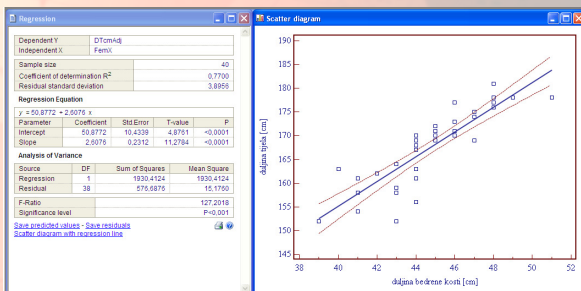 Regression
Dependent Y DTcmAdj
Independent X FemX
Sample size 40
Coefficient of determination R2 0,7700
Residual standard deviation 3,8956
Regression Equation
y = 50,8772 + 2,6076 x
Parameter Coefficient Std.Error T-value P
Intercept 50,8772 10,4339 4,8761 <0,0001
Slope 2,6076 0,2312 11,2784 <0,0001
Analysis of Variance
Source DF Sum of Squares Mean Square
Regression 1 1930,4124 1930,4124
Residual 38 576,6876 15,1760
F-Ratio 127,2018
Significance level P<0,001
Save predicted values - Save residuals
Scatter diagram with regression line
Scatter diagram
duljina tijela [cm]
190
185
180
175
170
165
160
155
150
145
38 40 42 44 46 48 50 52
duljina bedrene kosti [cm]